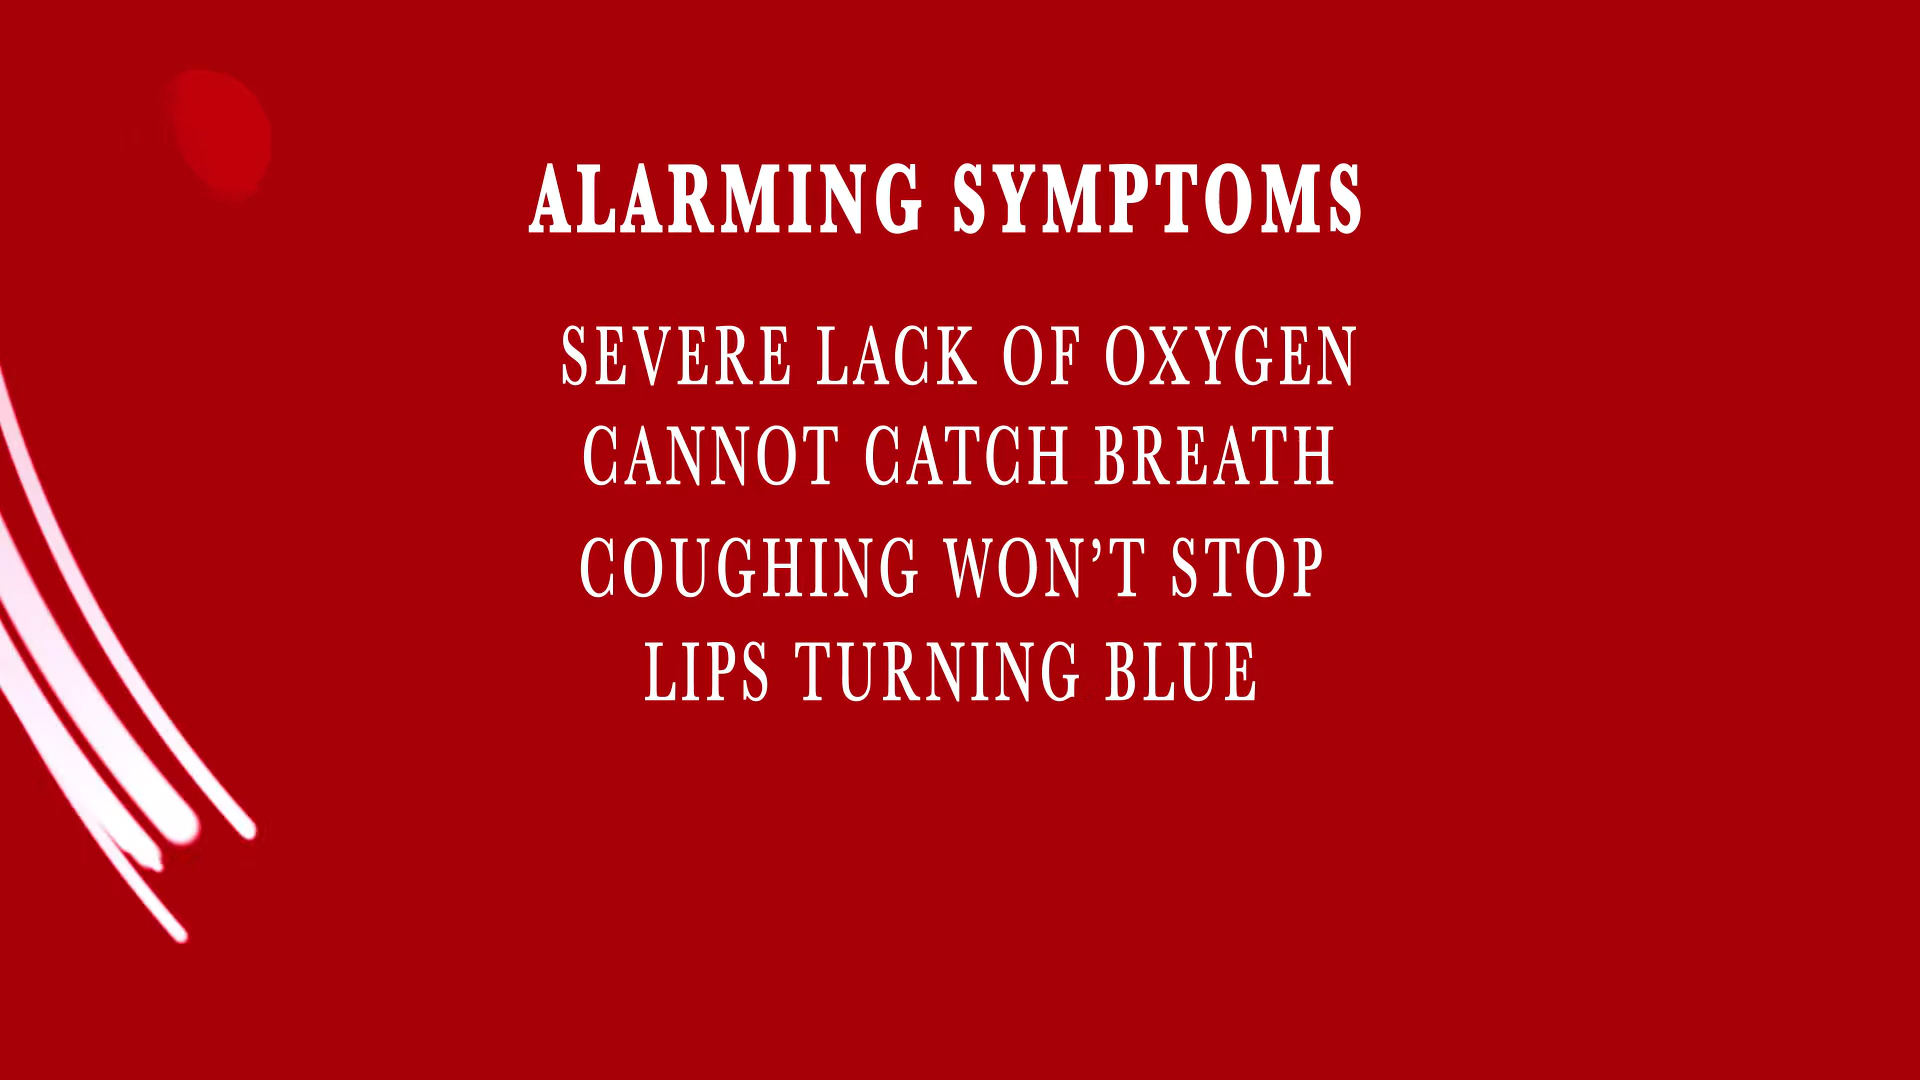 ALARMING SYMPTOMS
SEVERE LACK OF OXYGEN
CANNOT CATCH BREATH
COUGHING WON’T STOP
LIPS TURNING BLUE